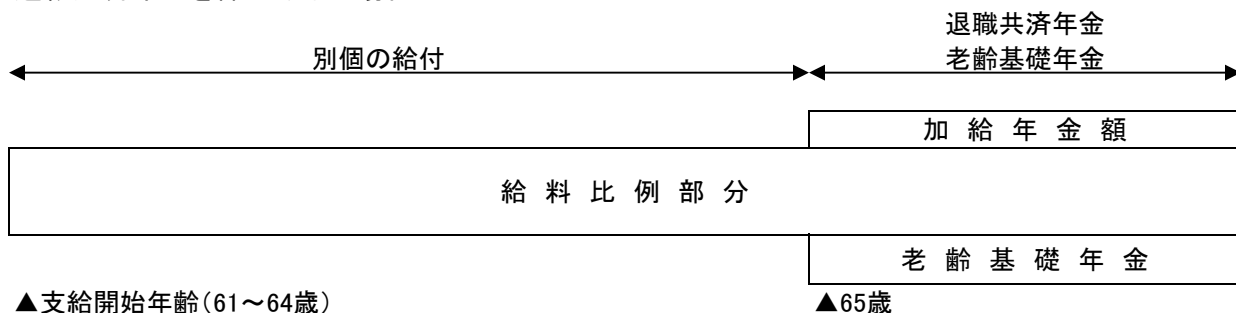 退職共済年金
別個の給付
老齢基礎年金
加給年金額
給料比例部分
老齢基礎年金
▲支給開始年齢(61～64歳)
▲65歳